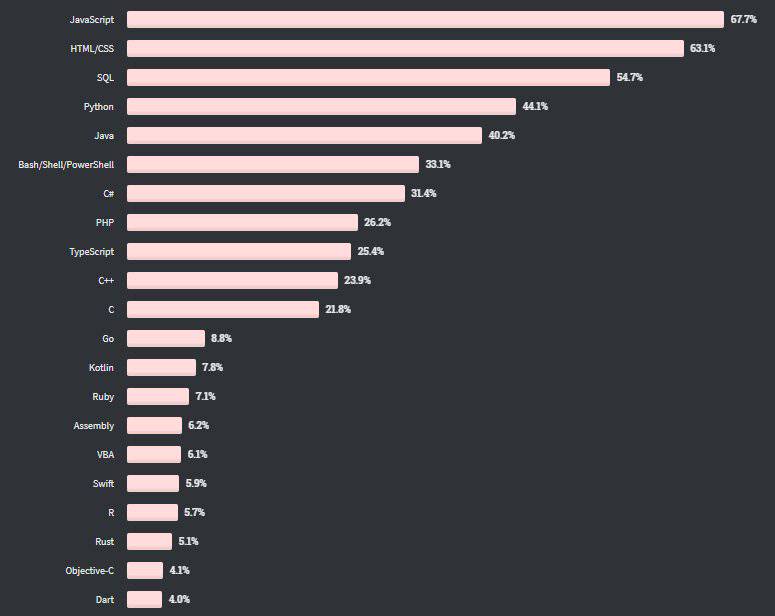 JavaScript 67.7%
HTML/CSS 63.1%
SQL 54.7%
Python 44.1%
Java 40.2%
Bash/Shell/PowerShell 33.1%
C# 31.4%
PHP 26.2%
TypeScript 25.4%
C++ 23.9%
C 21.8%
Go 8.8%
Kotlin 7.8%
Ruby 7.1%
Assembly 6.2%
VBA 6.1%
Swift 5.9%
R 5.7%
Rust 5.1%
Objective-C 4.1%
Dart 4.0%